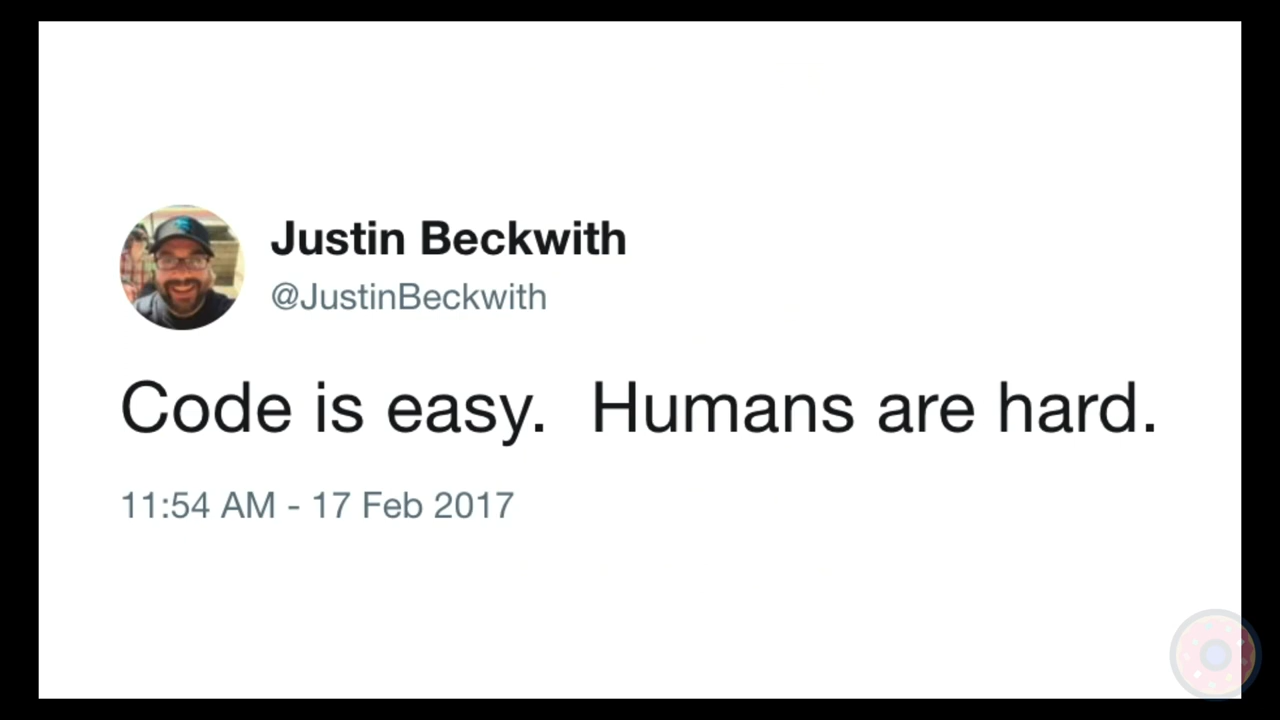 Justin Beckwith
@JustinBeckwith
Code is easy.  Humans are hard.
11:54 AM - 17 Feb 2017